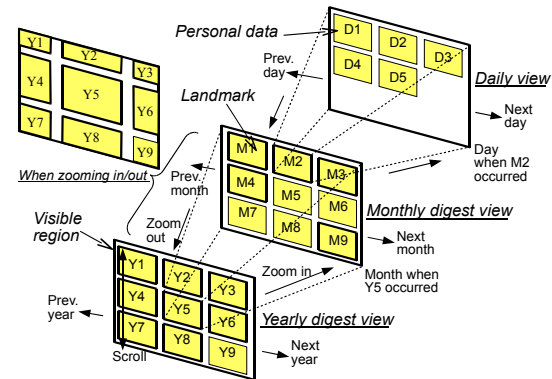 Personal data
D1
D2
D3
D4
D5
Prev.
day
Daily view
Next
day
Y1
Y2
Y3
Y4
Y5
Y6
Y7
Y8
Y9
When zooming in/out
Landmark
M1
M2
M3
M4
M5
M6
M7
M8
M9
Prev.
month
Day
when M2
occurred
Monthly digest view
Next
month
Month when
Y5 occurred
Visible
region
Zoom
out
Zoom in
Y1
Y2
Y3
Y4
Y5
Y6
Y7
Y8
Y9
Prev.
year
Scroll
Yearly digest view
Next
year